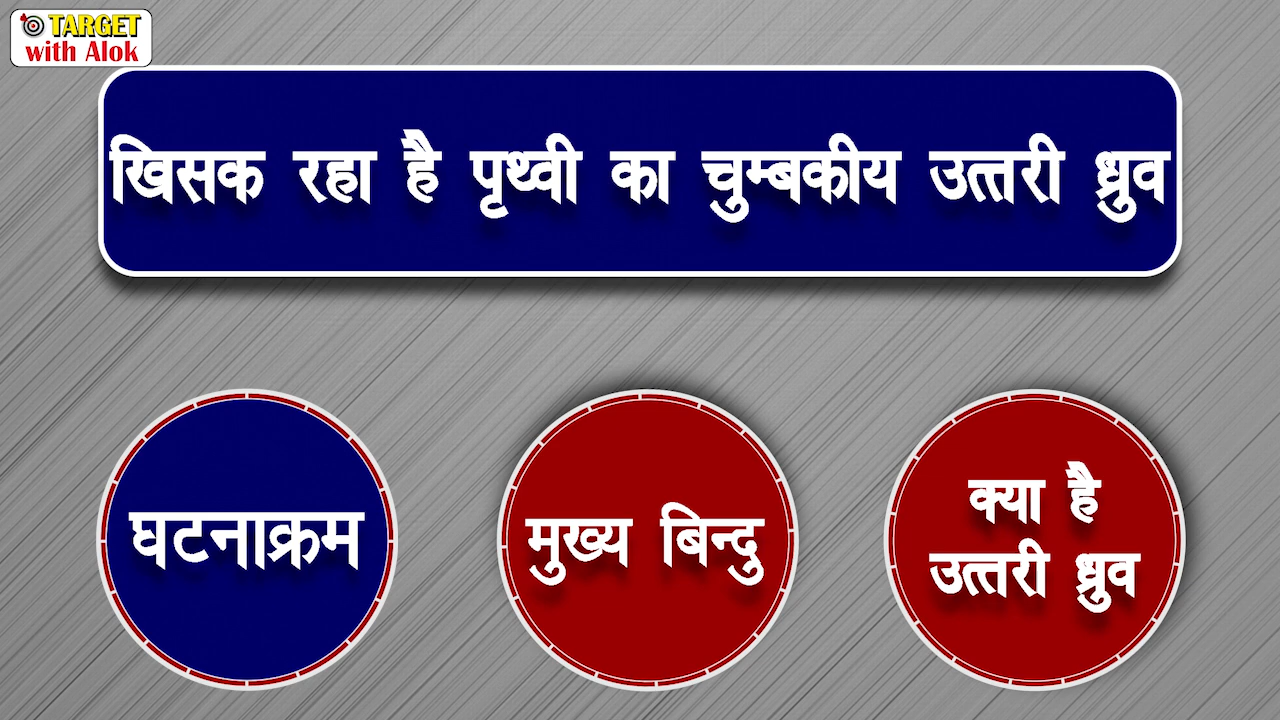 TARGET
with Alok
खिसक रहा है पृथ्वी का चुम्बकीय उत्तरी ध्रुव
घटनाक्रम
मुख्य बिन्दु
क्या है
उत्तरी ध्रुव